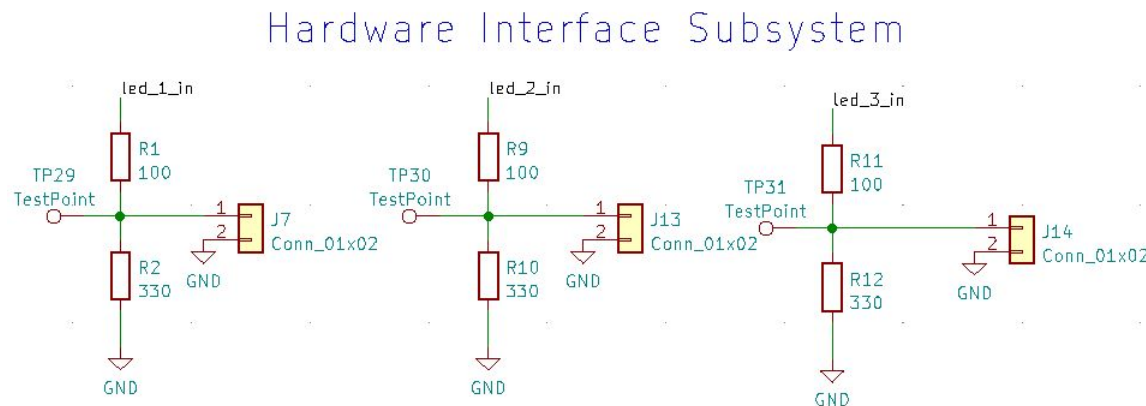 Hardware Interface Subsystem
led_1_in
R1
100
TP29
TestPoint
1
2
J7
Conn_01x02
GND
R2
330
GND
led_2_in
R9
100
TP30
TestPoint
1
2
J13
Conn_01x02
GND
R10
330
GND
led_3_in
R11
100
TP31
TestPoint
1
2
J14
Conn_01x02
GND
R12
330
GND